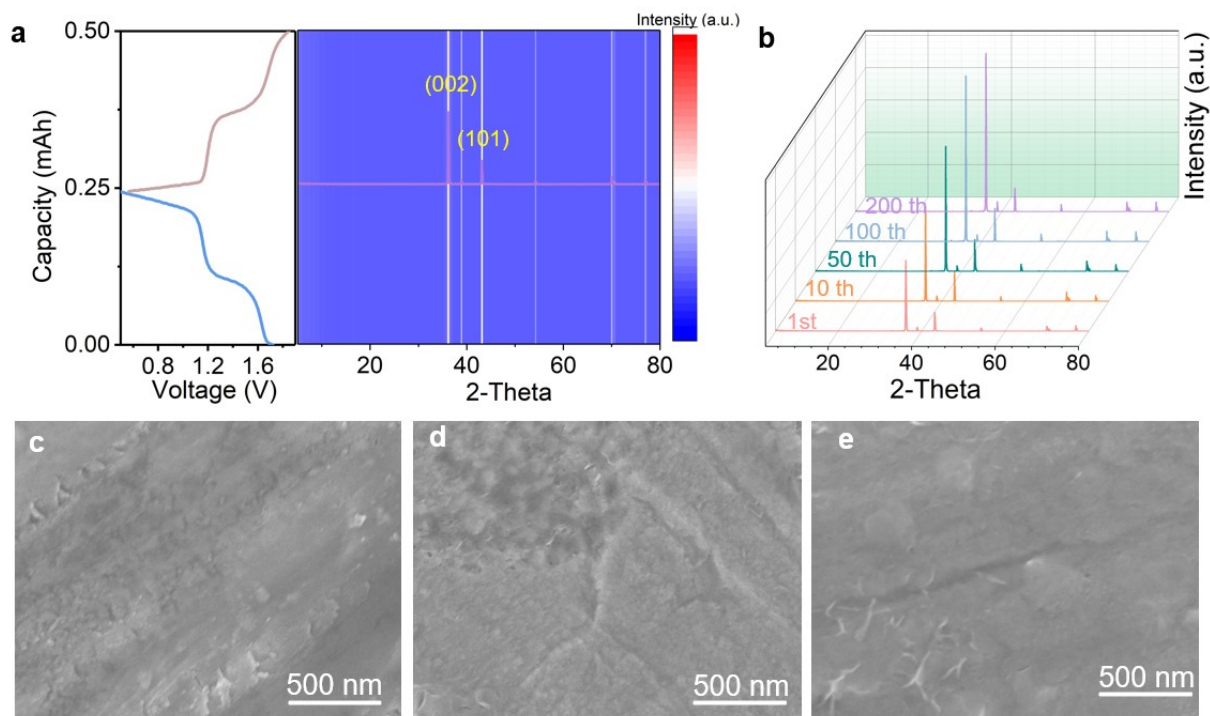 a
Capacity (mAh)
0.50
0.25
0.00
0.8 1.2 1.6
Voltage (V)
(002)
(101)
20 40 60 80
2-Theta
Intensity (a.u.)
b
Intensity (a.u.)
200 th
100 th
50 th
10 th
1st
20 40 60 80
2-Theta
c
500 nm
d
500 nm
e
500 nm